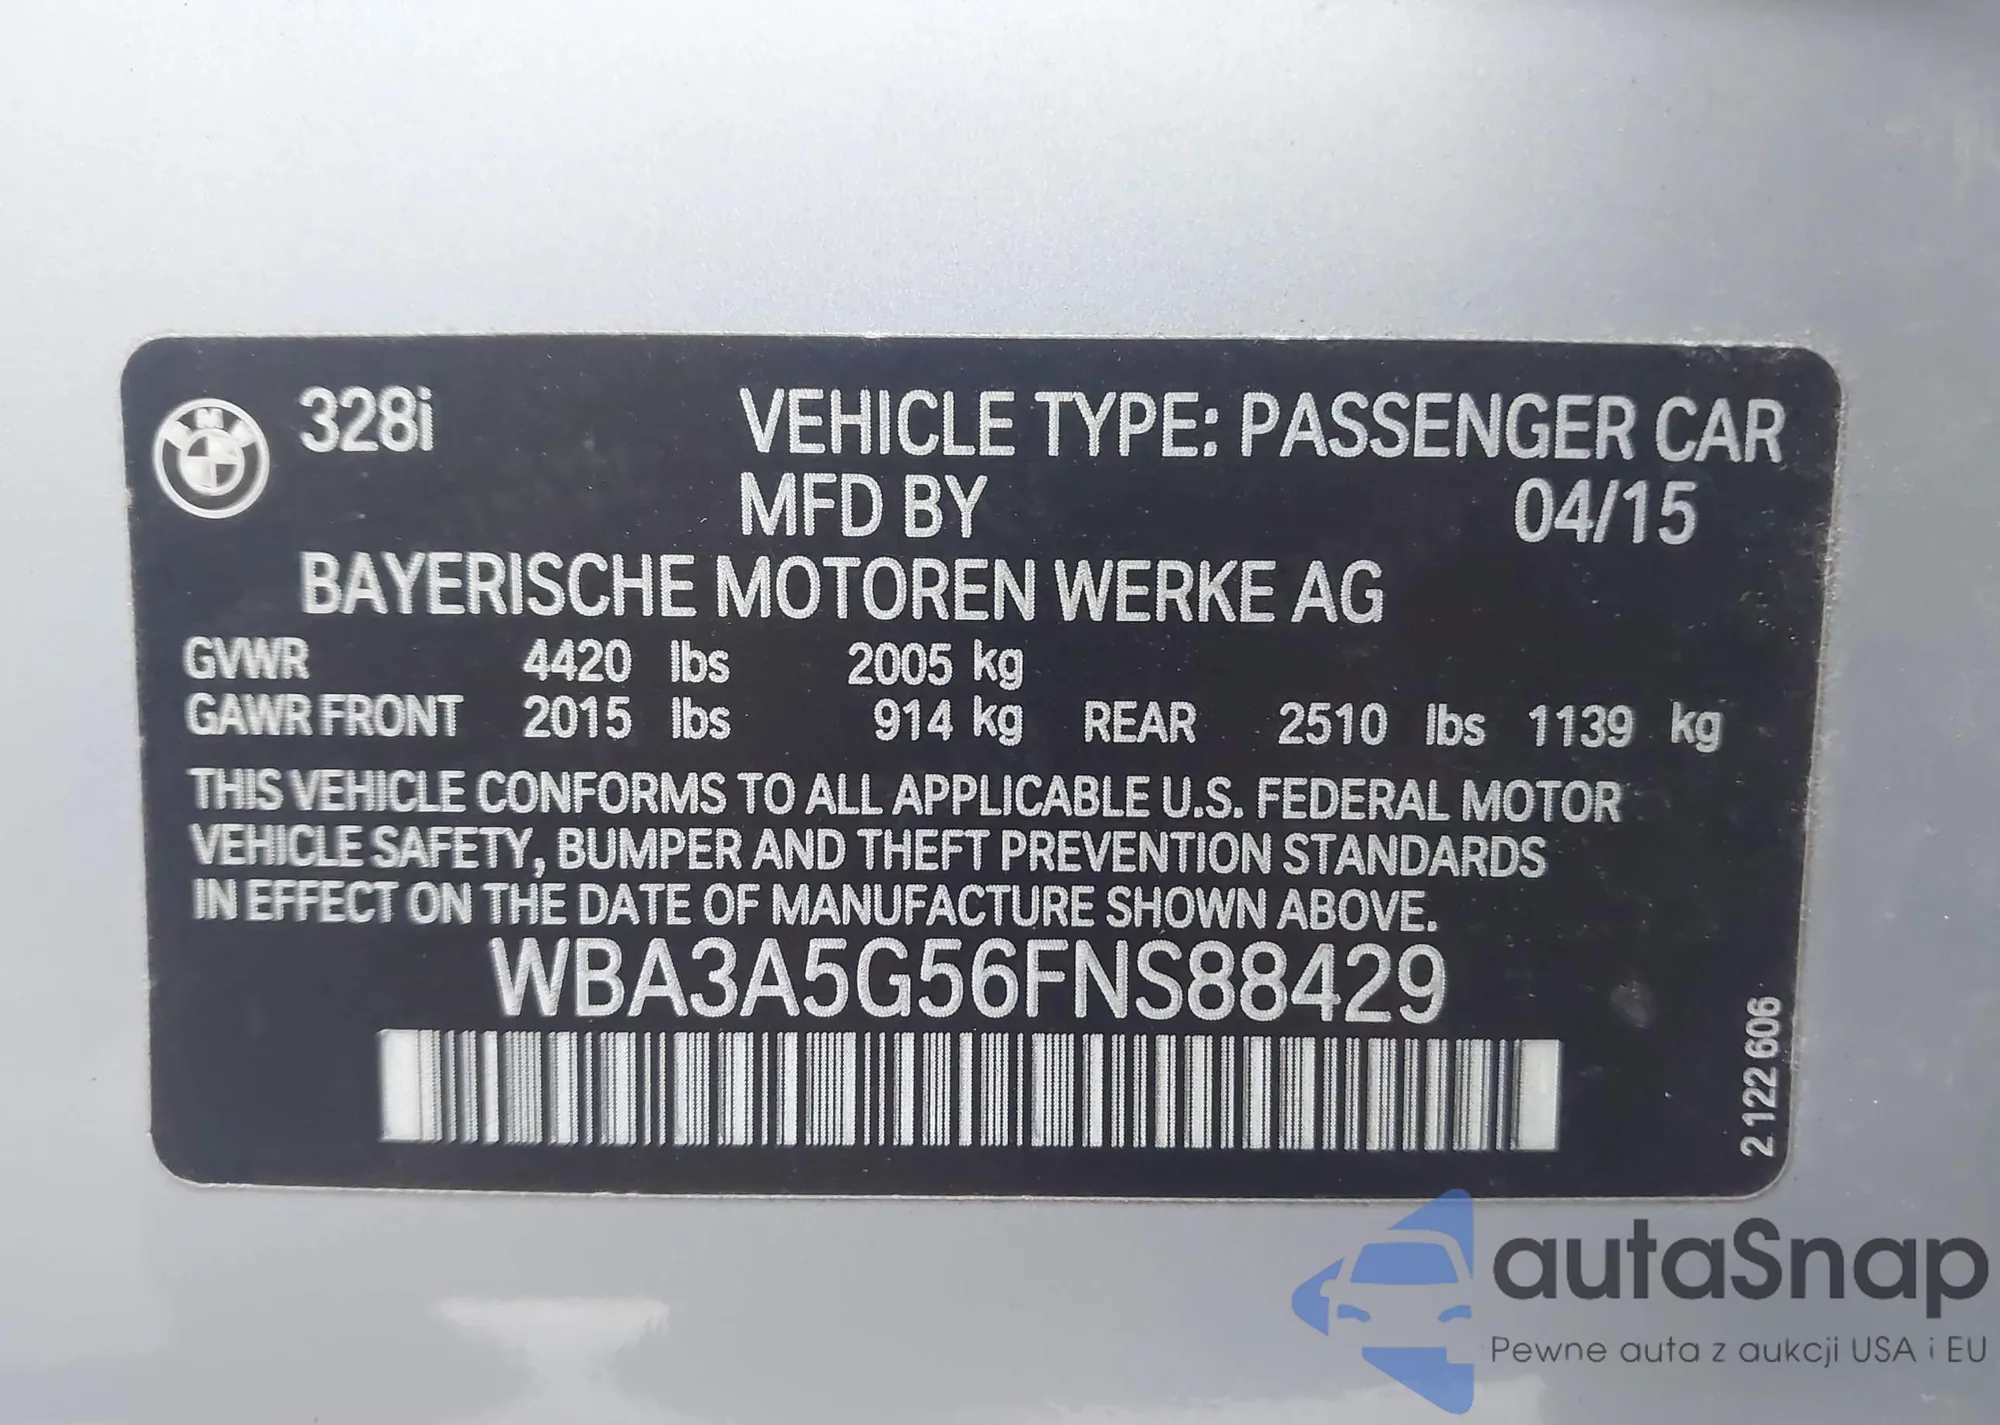 328i VEHICLE TYPE: PASSENGER CAR
MFD BY 04/15
BAYERISCHE MOTOREN WERKE AG
GVWR 4420 lbs 2005 kg
GAWR FRONT 2015 lbs 914 kg REAR 2510 lbs 1139 kg
THIS VEHICLE CONFORMS TO ALL APPLICABLE U.S. FEDERAL MOTOR
VEHICLE SAFETY, BUMPER AND THEFT PREVENTION STANDARDS
IN EFFECT ON THE DATE OF MANUFACTURE SHOWN ABOVE.
WBA3A5G56FNS88429
2 122 606
autaSnap
Pewne auta z aukcji USA i EU